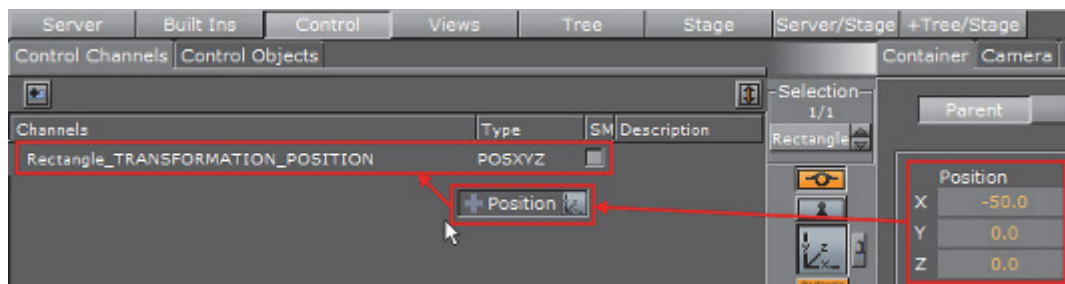 Server Built Ins Control Views Tree Stage Server/Stage +Tree/Stage
Control Channels Control Objects Container Camera
Selection
1/1
Parent
Channels Type SM Description
Rectangle
Rectangle_TRANSFORMATION_POSITION POSXYZ
Position
Position
X -50.0
Y 0.0
Z 0.0